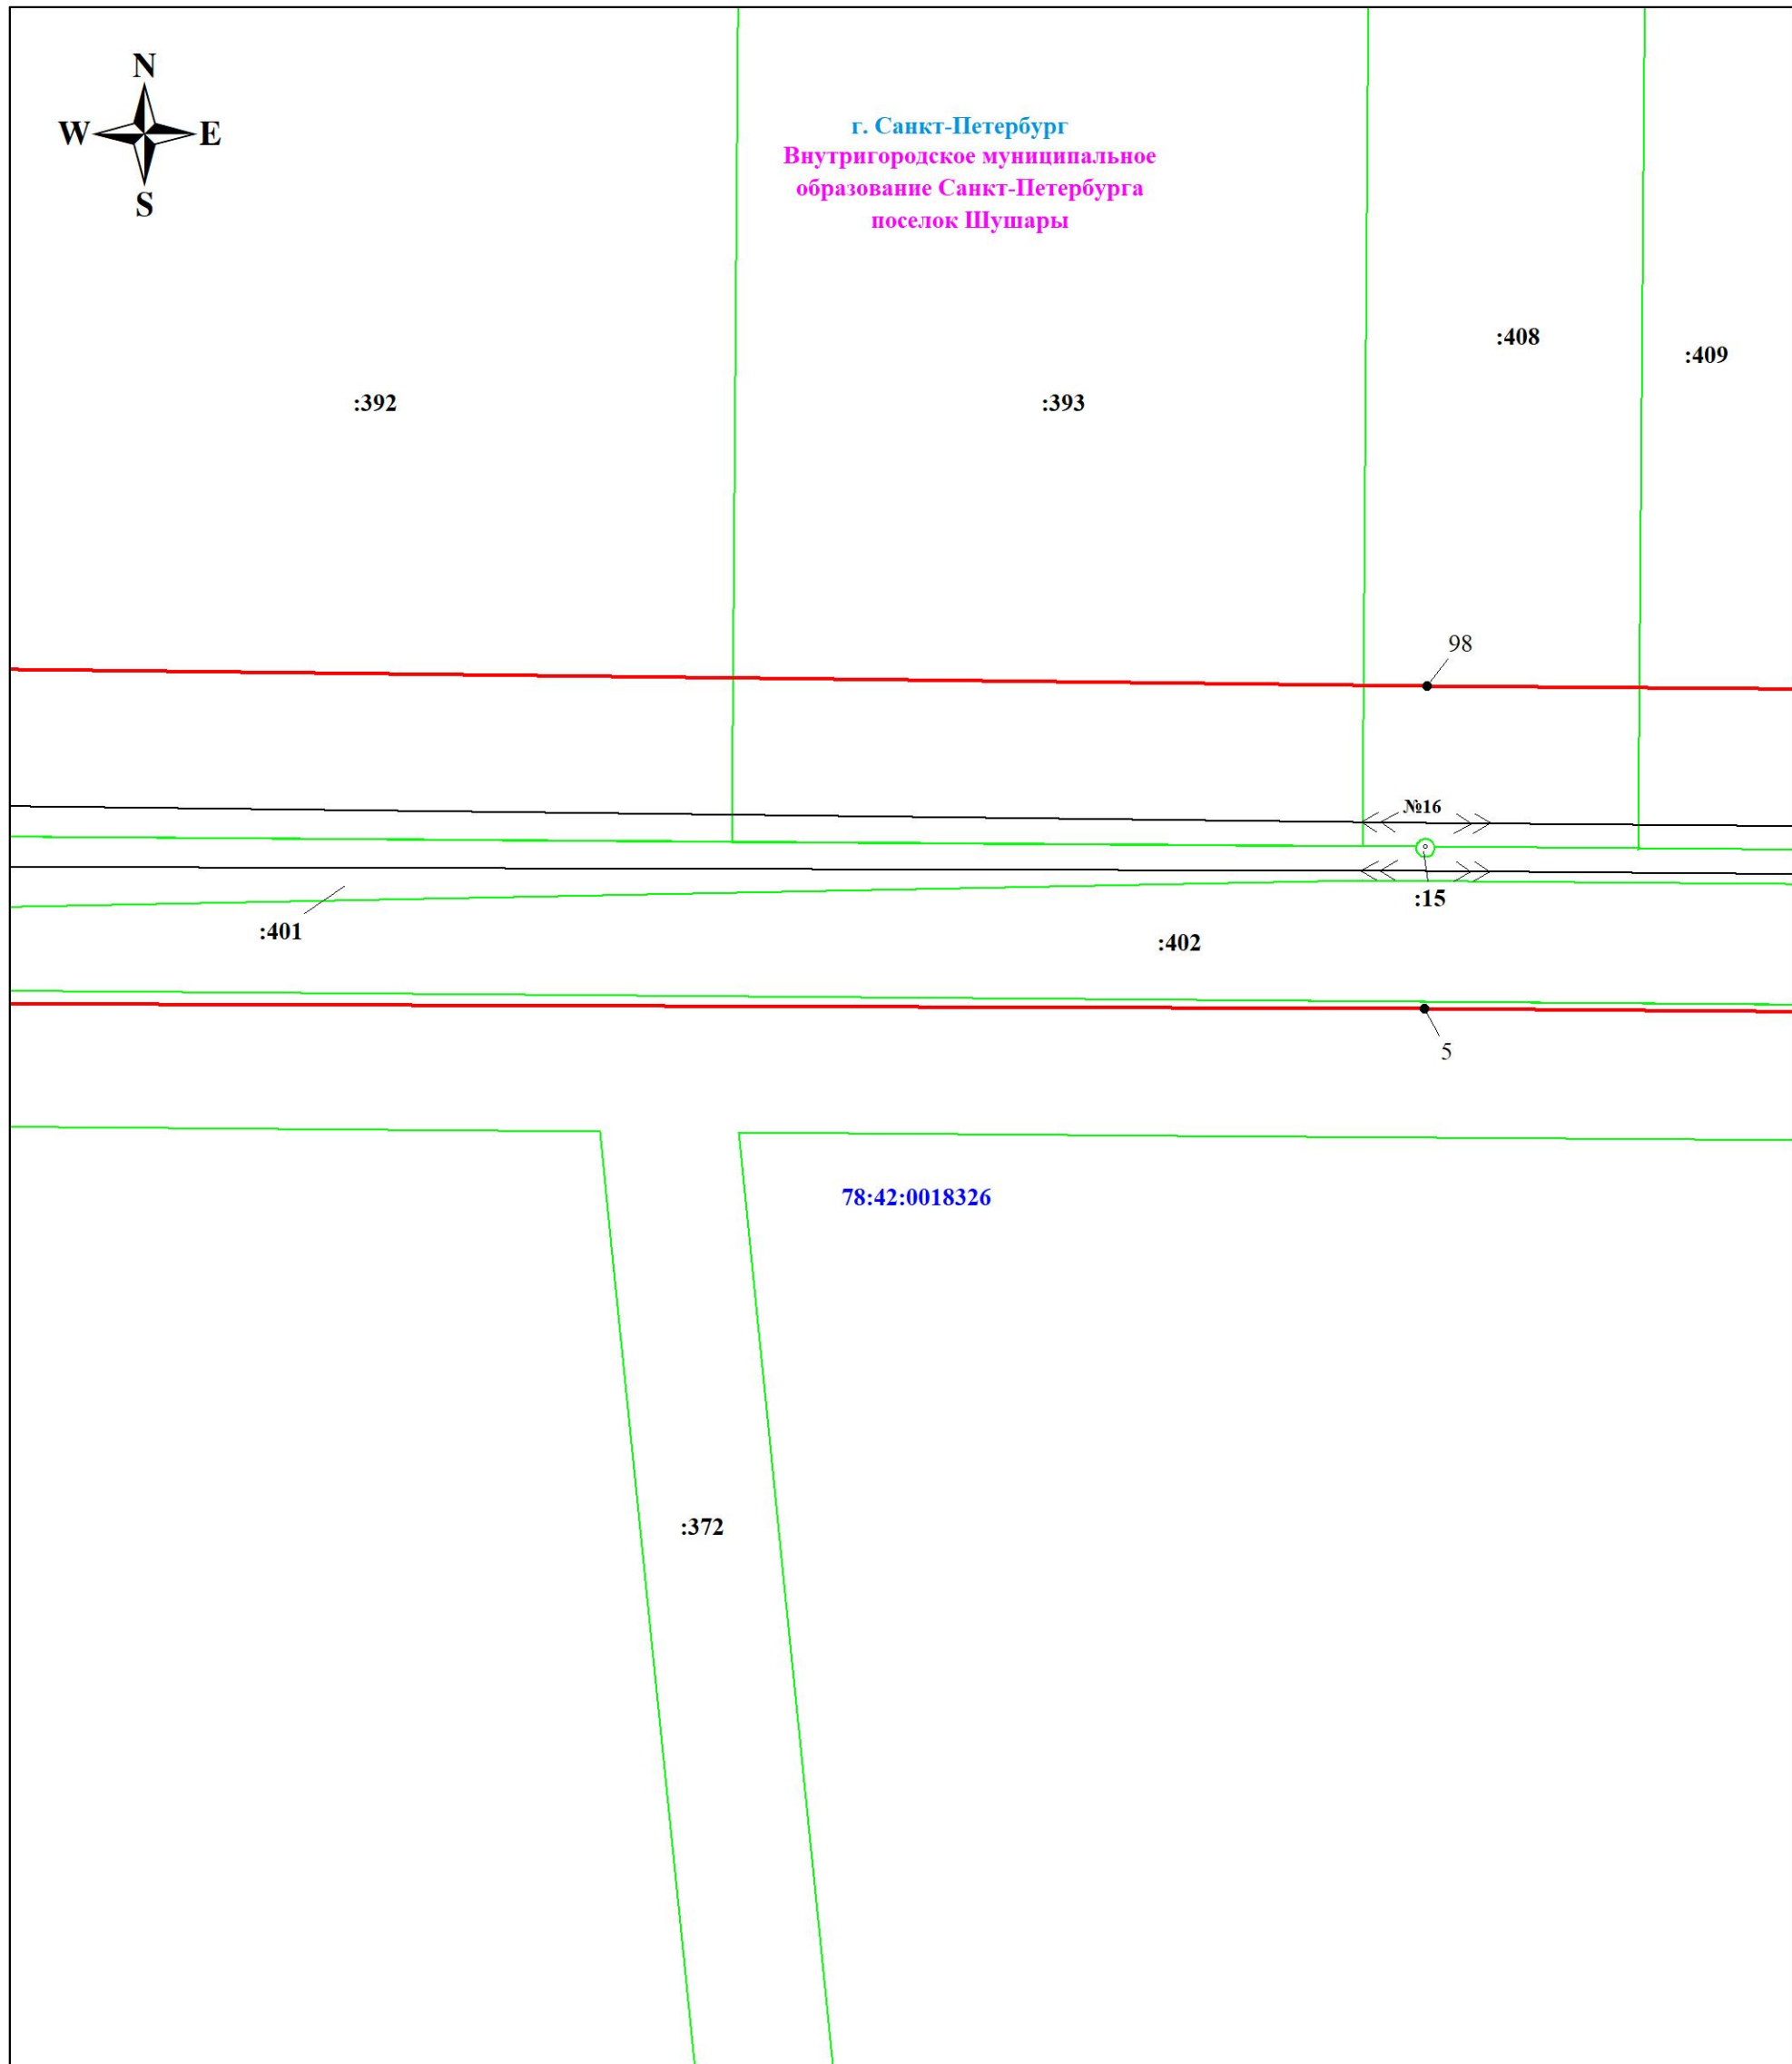 N
W E
S
г. Санкт-Петербург
Внутригородское муниципальное
образование Санкт-Петербурга
поселок Шушары
:408
:409
:392
:393
98
№16
:15
:401
:402
5
78:42:0018326
:372